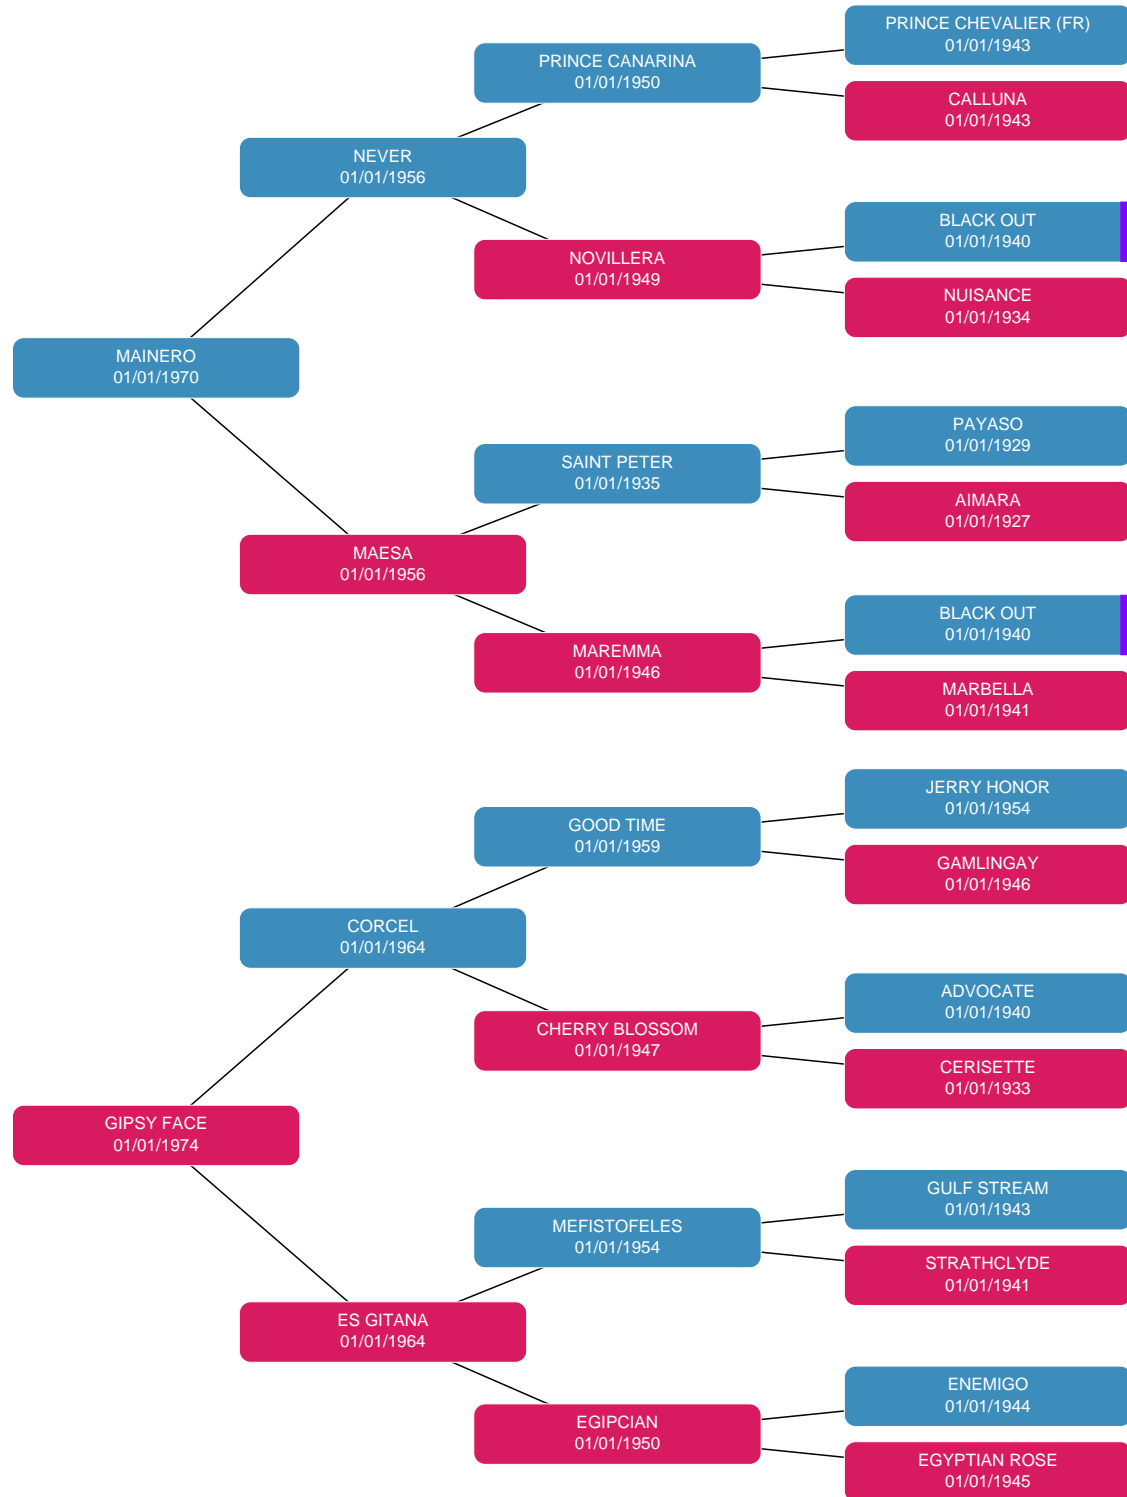 PRINCE CHEVALIER (FR)
01/01/1943
PRINCE CANARINA
01/01/1950
CALLUNA
01/01/1943
NEVER
01/01/1956
BLACK OUT
01/01/1940
NOVILLERA
01/01/1949
NUISANCE
01/01/1934
MAINERO
01/01/1970
PAYASO
01/01/1929
SAINT PETER
01/01/1935
AIMARA
01/01/1927
MAESA
01/01/1956
BLACK OUT
01/01/1940
MAREMMA
01/01/1946
MARBELLA
01/01/1941
JERRY HONOR
01/01/1954
GOOD TIME
01/01/1959
GAMLINGAY
01/01/1946
CORCEL
01/01/1964
ADVOCATE
01/01/1940
CHERRY BLOSSOM
01/01/1947
CERISETTE
01/01/1933
GIPSY FACE
01/01/1974
GULF STREAM
01/01/1943
MEFISTOFELES
01/01/1954
STRATHCLYDE
01/01/1941
ES GITANA
01/01/1964
ENEMIGO
01/01/1944
EGIPCIAN
01/01/1950
EGYPTIAN ROSE
01/01/1945